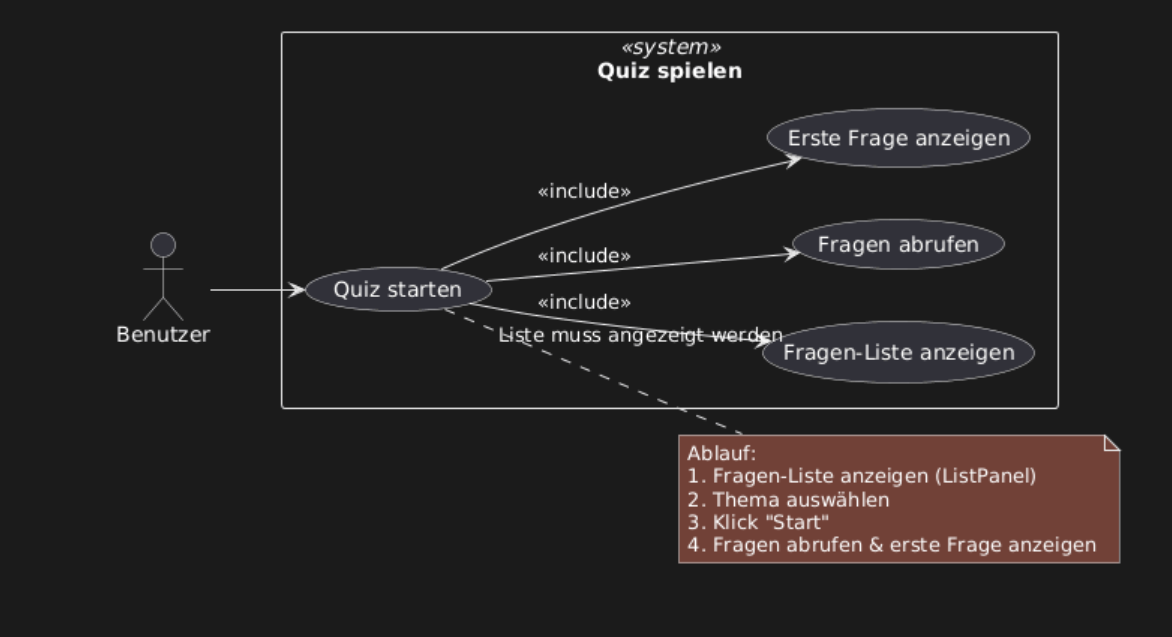 «system»
Quiz spielen
Erste Frage anzeigen
«include»
Fragen abrufen
«include»
Quiz starten
«include»
Benutzer
Liste muss angezeigt werden
Fragen-Liste anzeigen
Ablauf:
1. Fragen-Liste anzeigen (ListPanel)
2. Thema auswählen
3. Klick "Start"
4. Fragen abrufen & erste Frage anzeigen